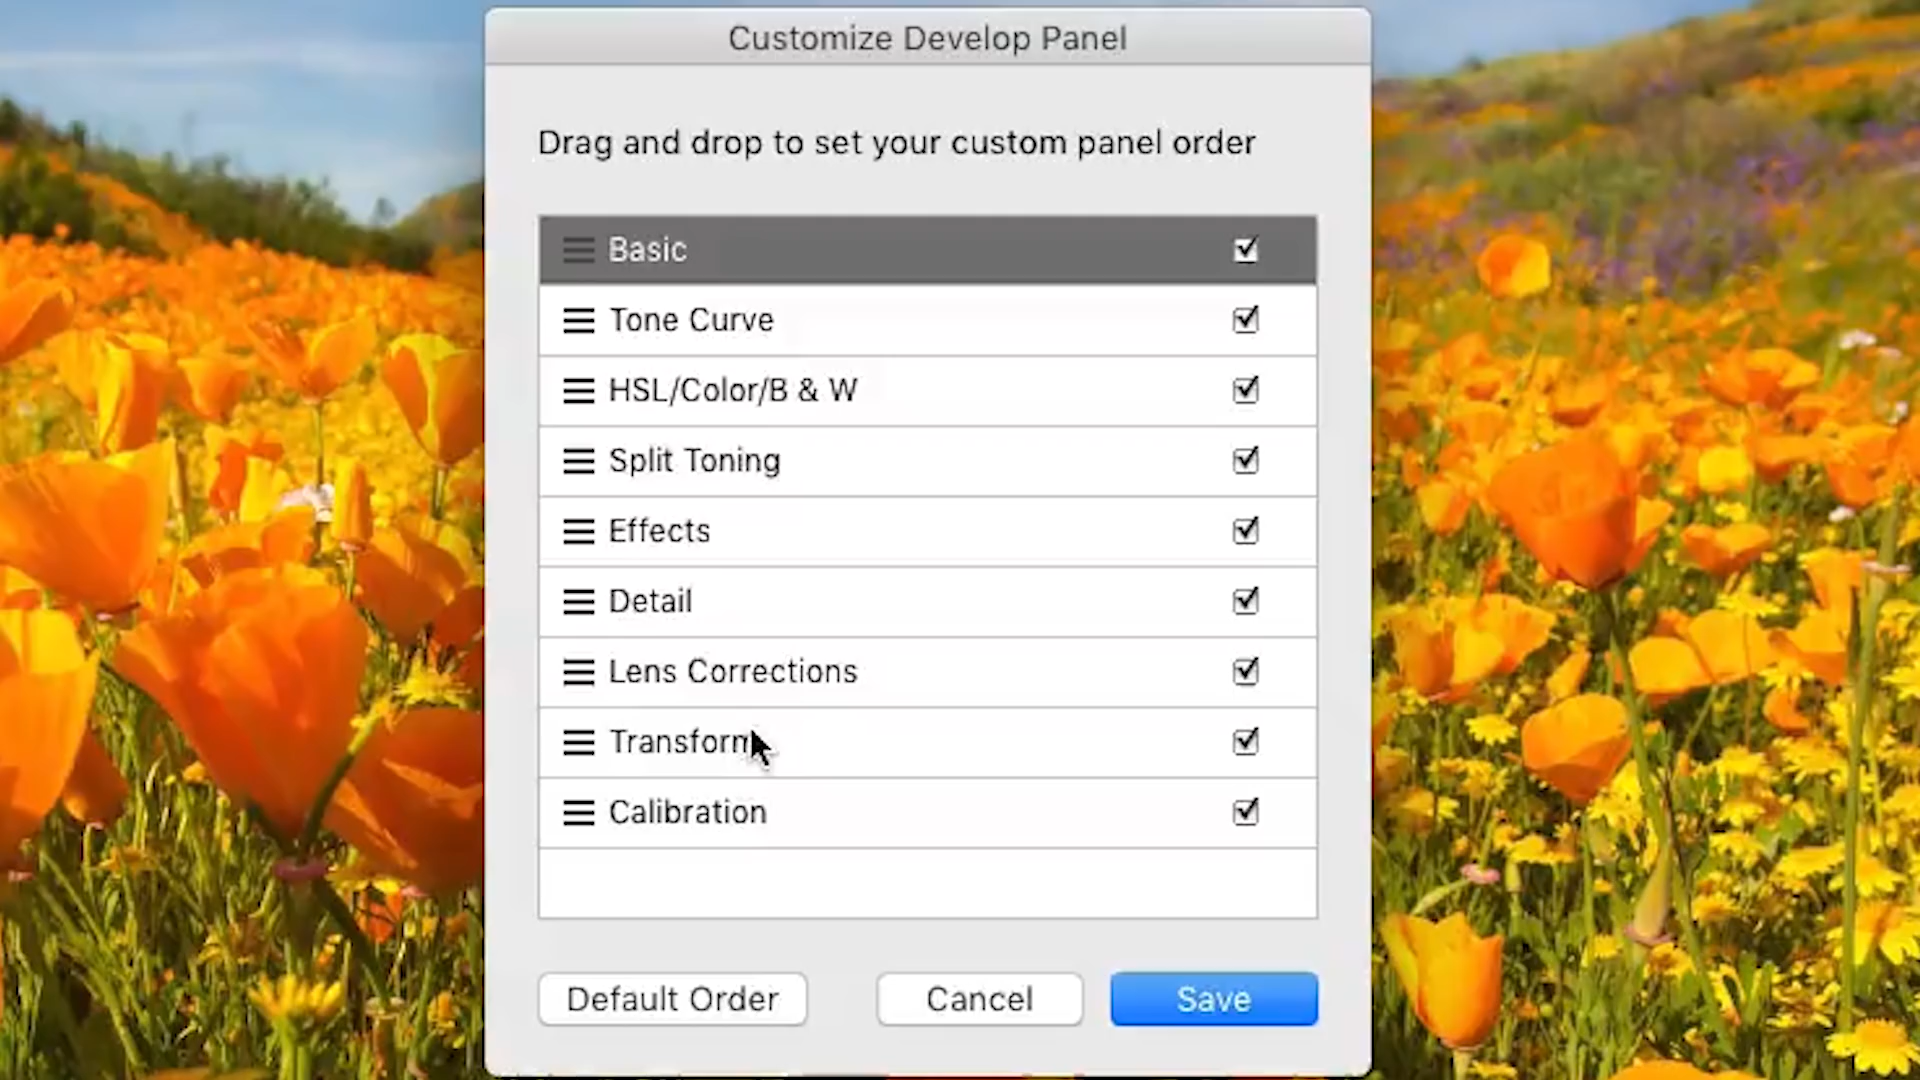 Customize Develop Panel
Drag and drop to set your custom panel order
Basic
Tone Curve
HSL/Color/B & W
Split Toning
Effects
Detail
Lens Corrections
Transform
Calibration
Default Order
Cancel
Save